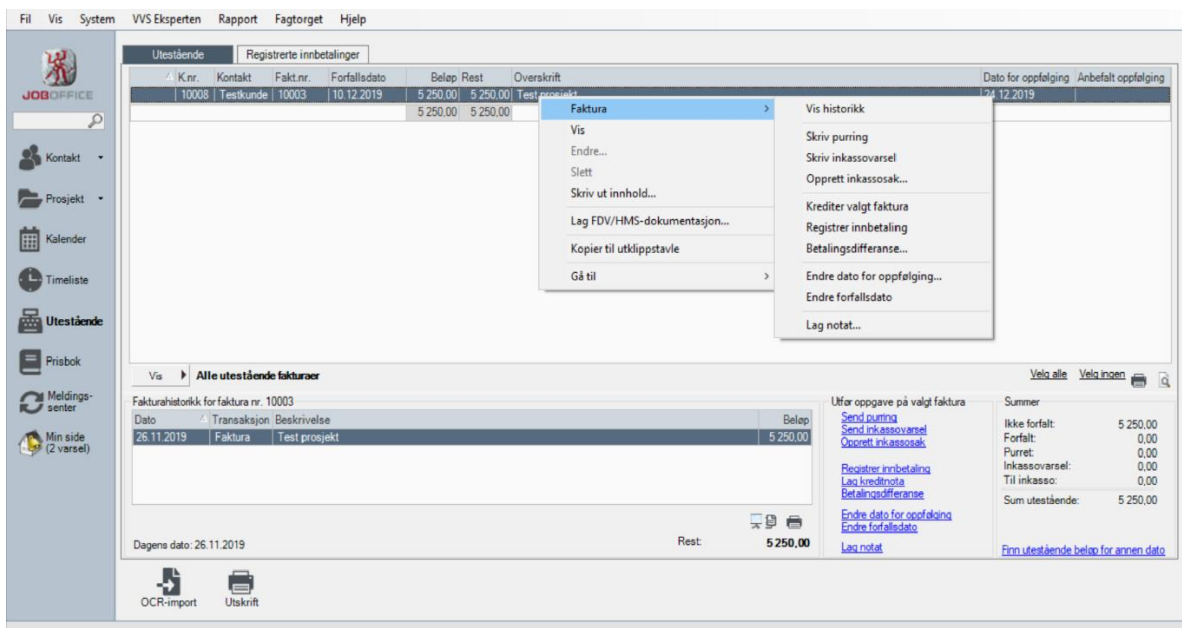 Fil Vis System VVS Eksperten Rapport Fagtorget Hjelp
JOBOFFICE
Kontakt
Prosjekt
Kalender
Timeliste
Utestående
Prisbok
Meldings-
senter
Min side
(2 varsel)
Utestående Registrerte innbetalinger
K.nr. Kontakt Fakt.nr. Forfallsdato Beløp Rest Overskrift Dato for oppfølging Anbefalt oppfølging
10008 Testkunde 10003 10.12.2019 5 250,00 5 250,00 Test prosjekt 24.12.2019
5 250,00 5 250,00
Faktura
Vis
Endre...
Slett
Skriv ut innhold...
Lag FDV/HMS-dokumentasjon...
Kopier til utklippstavle
Gå til
Vis historikk
Skriv purring
Skriv inkassovarsel
Opprett inkassosak...
Krediter valgt faktura
Registrer innbetaling
Betalingsdifferanse...
Endre dato for oppfølging...
Endre forfallsdato
Lag notat...
Vis Alle utestående fakturaer Velg alle Velg ingen
Fakturahistorikk for faktura nr. 10003
Dato Transaksjon Beskrivelse Beløp
26.11.2019 Faktura Test prosjekt 5 250,00
Dagens dato: 26.11.2019 Rest: 5 250,00
Utfør oppgave på valgt faktura
Send purring
Send inkassovarsel
Opprett inkassosak
Registrer innbetaling
Lag kreditnota
Betalingsdifferanse
Endre dato for oppfølging
Endre forfallsdato
Lag notat
Summer
Ikke forfalt: 5 250,00
Forfalt: 0,00
Purret: 0,00
Inkassovarsel: 0,00
Til inkasso: 0,00
Sum utestående: 5 250,00
Finn utestående beløp for annen dato
OCR-import Utskrift